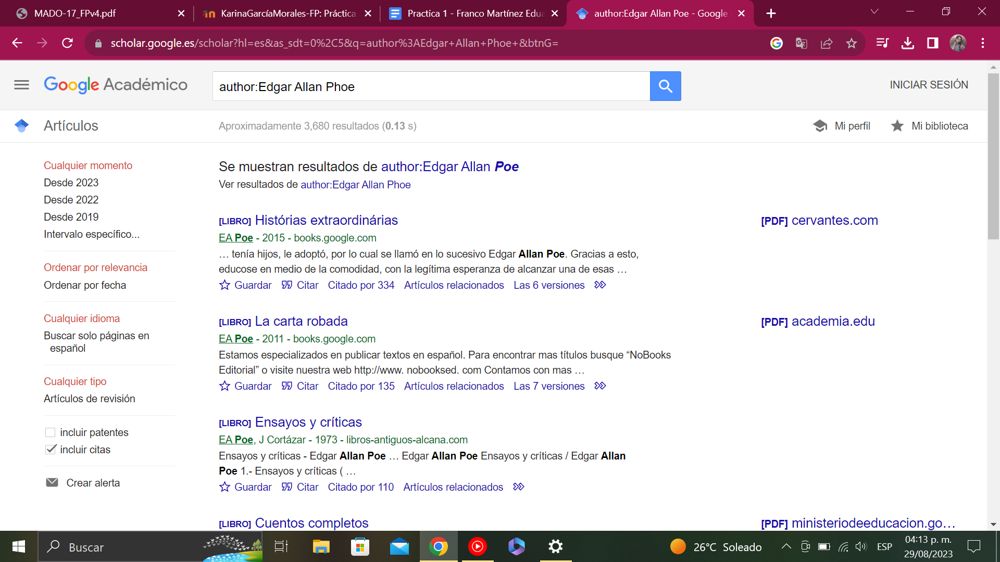 MADO-17_FPv4.pdf
KarinaGarcíaMorales-FP: Práctica
Practica 1 - Franco Martínez Edua
author:Edgar Allan Poe - Google
scholar.google.es/scholar?hl=es&as_sdt=0%2C5&q=author%3AEdgar+Allan+Phoe+&btnG=
Google Académico
author:Edgar Allan Phoe
INICIAR SESIÓN
Artículos
Aproximadamente 3,680 resultados (0.13 s)
Mi perfil
Mi biblioteca
Cualquier momento
Desde 2023
Desde 2022
Desde 2019
Intervalo específico...
Ordenar por relevancia
Ordenar por fecha
Cualquier idioma
Buscar solo páginas en
español
Cualquier tipo
Artículos de revisión
incluir patentes
incluir citas
Crear alerta
Se muestran resultados de author:Edgar Allan Poe
Ver resultados de author:Edgar Allan Phoe
[LIBRO] Histórias extraordinárias
[PDF] cervantes.com
EA Poe - 2015 - books.google.com
… tenía hijos, le adoptó, por lo cual se llamó en lo sucesivo Edgar Allan Poe. Gracias a esto,
educose en medio de la comodidad, con la legítima esperanza de alcanzar una de esas …
Guardar Citar Citado por 334 Artículos relacionados Las 6 versiones
[LIBRO] La carta robada
[PDF] academia.edu
EA Poe - 2011 - books.google.com
Estamos especializados en publicar textos en español. Para encontrar mas títulos busque “NoBooks
Editorial” o visite nuestra web http://www. nobooksed. com Contamos con mas …
Guardar Citar Citado por 135 Artículos relacionados Las 7 versiones
[LIBRO] Ensayos y críticas
EA Poe, J Cortázar - 1973 - libros-antiguos-alcana.com
Ensayos y críticas - Edgar Allan Poe … Edgar Allan Poe Ensayos y críticas / Edgar Allan
Poe 1.- Ensayos y críticas ( …
Guardar Citar Citado por 110 Artículos relacionados
[LIBRO] Cuentos completos
[PDF] ministeriodeeducacion.go…
Buscar
26°C Soleado
ESP
04:13 p. m.
29/08/2023